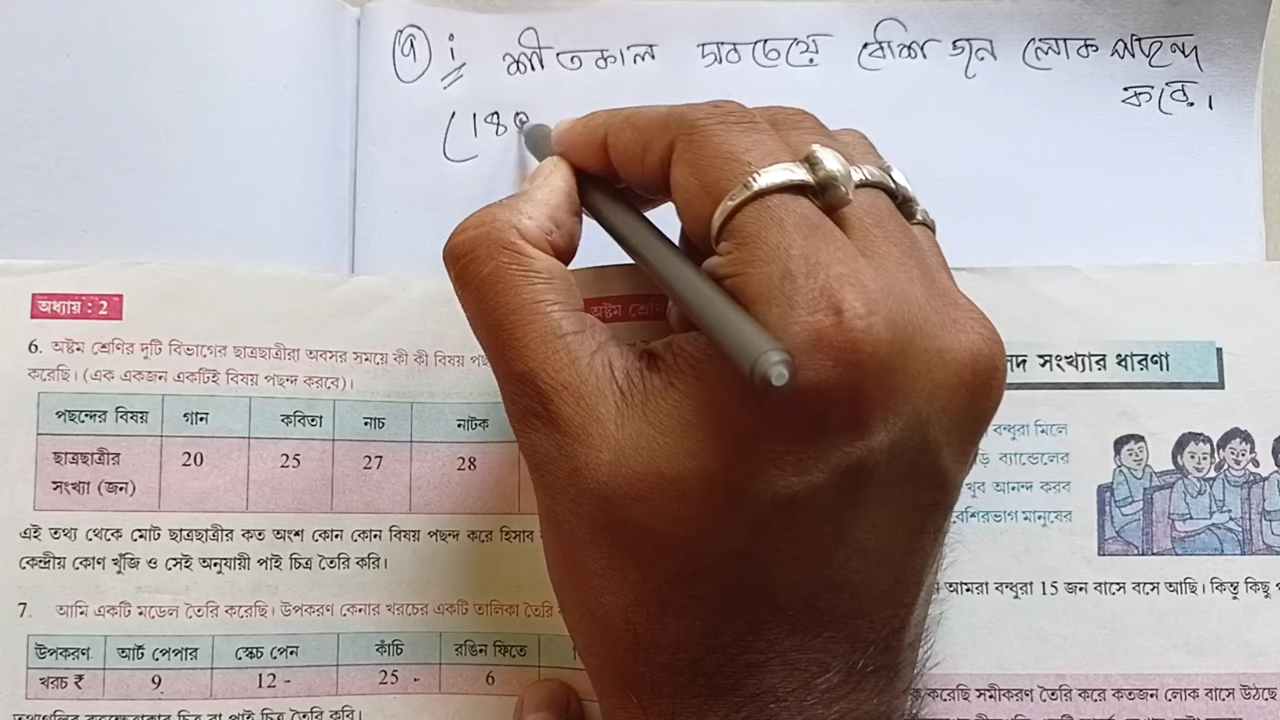 9 i শীতকাল সবচেয়ে বেশি জন লোক পছন্দ
করে।
(18
অধ্যায় : 2
অষ্টম শ্রেণি
6. অষ্টম শ্রেণির দুটি বিভাগের ছাত্রছাত্রীরা অবসর সময়ে কী কী বিষয়
করেছি। (এক একজন একটিই বিষয় পছন্দ করবে)।
পছন্দের বিষয় গান কবিতা নাচ নাটক
ছাত্রছাত্রীর 20 25 27 28
সংখ্যা (জন)
এই তথ্য থেকে মোট ছাত্রছাত্রীর কত অংশ কোন কোন বিষয় পছন্দ করে হিসাব
কেন্দ্রীয় কোণ খুঁজি ও সেই অনুযায়ী পাই চিত্র তৈরি করি।
7. আমি একটি মডেল তৈরি করেছি। উপকরণ কেনার খরচের একটি তালিকা তৈরি
উপকরণ আর্ট পেপার স্কেচ পেন কাঁচি রঙিন ফিতে
খরচ ₹ 9 12 - 25 - 6
সংখ্যার ধারণা
বন্ধুরা মিলে
ব্যান্ডেলের
খুব আনন্দ করব
বেশিরভাগ মানুষের
আমরা বন্ধুরা 15 জন বাসে বসে আছি। কিন্তু কিছু
করেছি সমীকরণ তৈরি করে কতজন লোক বাসে উঠছে